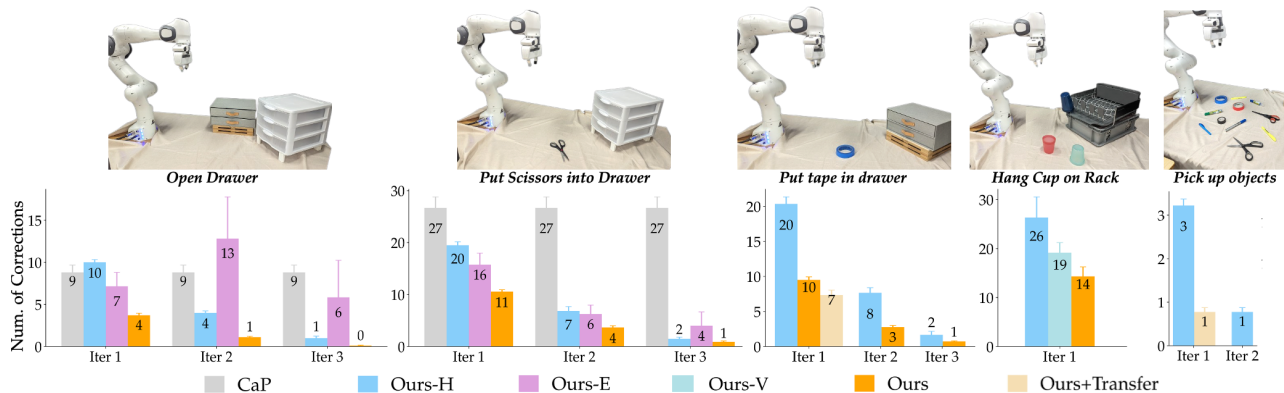 Open Drawer
Put Scissors into Drawer
Put tape in drawer
Hang Cup on Rack
Pick up objects
Num. of Corrections
15
10
5
0
9
10
7
4
9
4
13
1
9
1
6
0
Iter 1
Iter 2
Iter 3
30
20
10
0
27
20
16
11
27
7
6
4
27
2
4
1
Iter 1
Iter 2
Iter 3
20
15
10
5
0
20
10
7
8
3
2
1
Iter 1
Iter 2
Iter 3
30
20
10
0
26
19
14
Iter 1
3
2
1
0
3
1
1
Iter 1
Iter 2
CaP
Ours-H
Ours-E
Ours-V
Ours
Ours+Transfer